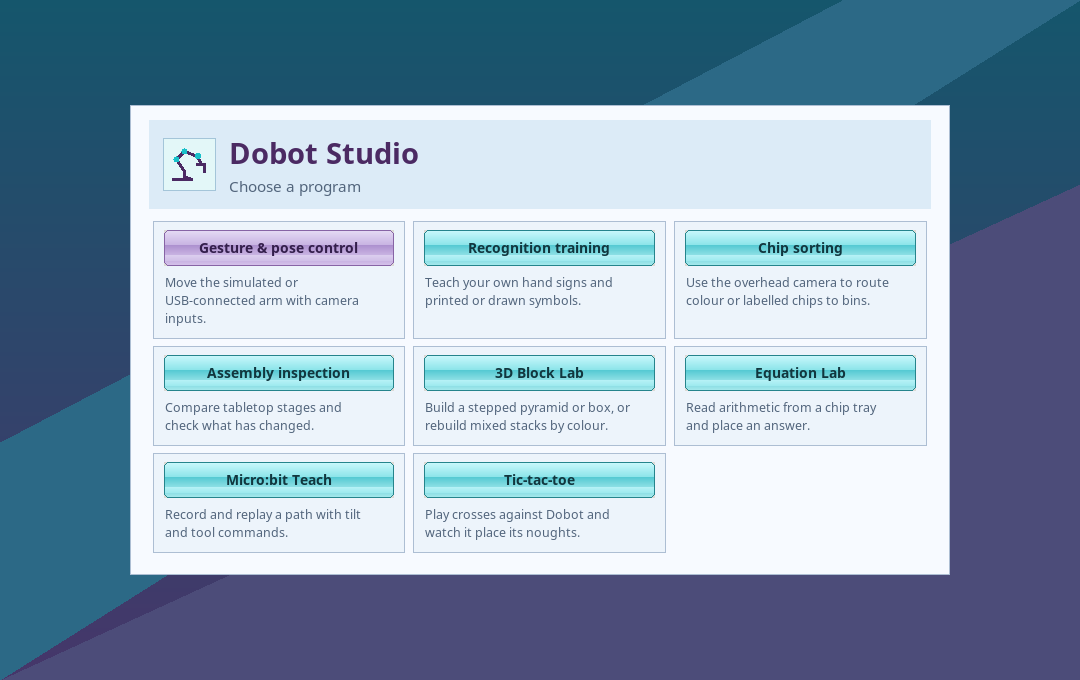 Dobot Studio
Choose a program
Gesture & pose control
Move the simulated or
USB-connected arm with camera
inputs.
Recognition training
Teach your own hand signs and
printed or drawn symbols.
Chip sorting
Use the overhead camera to route
colour or labelled chips to bins.
Assembly inspection
Compare tabletop stages and
check what has changed.
3D Block Lab
Build a stepped pyramid or box, or
rebuild mixed stacks by colour.
Equation Lab
Read arithmetic from a chip tray
and place an answer.
Micro:bit Teach
Record and replay a path with tilt
and tool commands.
Tic-tac-toe
Play crosses against Dobot and
watch it place its noughts.